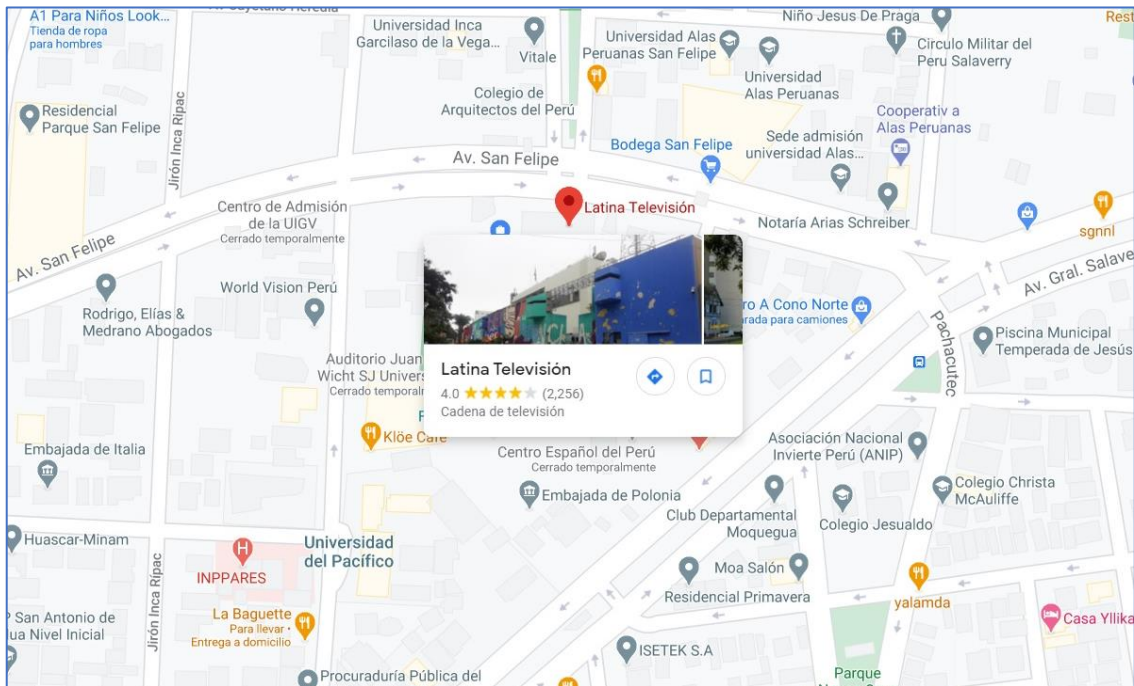 A1 Para Niños Look...
Tienda de ropa
para hombres
Universidad Inca
Garcilaso de la Vega...
Vitale
Universidad Alas
Peruanas San Felipe
Niño Jesus De Praga
Rest
Circulo Militar del
Peru Salaverry
Universidad
Alas Peruanas
Residencial
Parque San Felipe
Jirón Inca Ripac
Colegio de
Arquitectos del Perú
Cooperativ a
Alas Peruanas
Av. San Felipe
Bodega San Felipe
Sede admisión
universidad Alas...
Centro de Admisión
de la UIGV
Cerrado temporalmente
Latina Televisión
Notaría Arias Schreiber
sgnnl
Av. San Felipe
Av. Gral. Salave
World Vision Perú
Rodrigo, Elías &
Medrano Abogados
ro A Cono Norte
arada para camiones
Pachacutec
Piscina Municipal
Temperada de Jesús
Auditorio Juan
Wicht SJ Univers
Cerrado temporal
Latina Televisión
4.0 (2,256)
Cadena de televisión
Klöe Café
Centro Español del Perú
Cerrado temporalmente
Asociación Nacional
Invierte Perú (ANIP)
Embajada de Italia
Embajada de Polonia
Colegio Christa
McAuliffe
Club Departamental
Moquegua
Colegio Jesualdo
Huascar-Minam
Universidad
del Pacífico
H
INPPARES
Moa Salón
Residencial Primavera
yalamda
Jirón Inca Ripac
San Antonio de
ua Nivel Inicial
La Baguette
Para llevar •
Entrega a domicilio
Casa Yllika
ISETEK S.A
Procuraduría Pública del
Parque